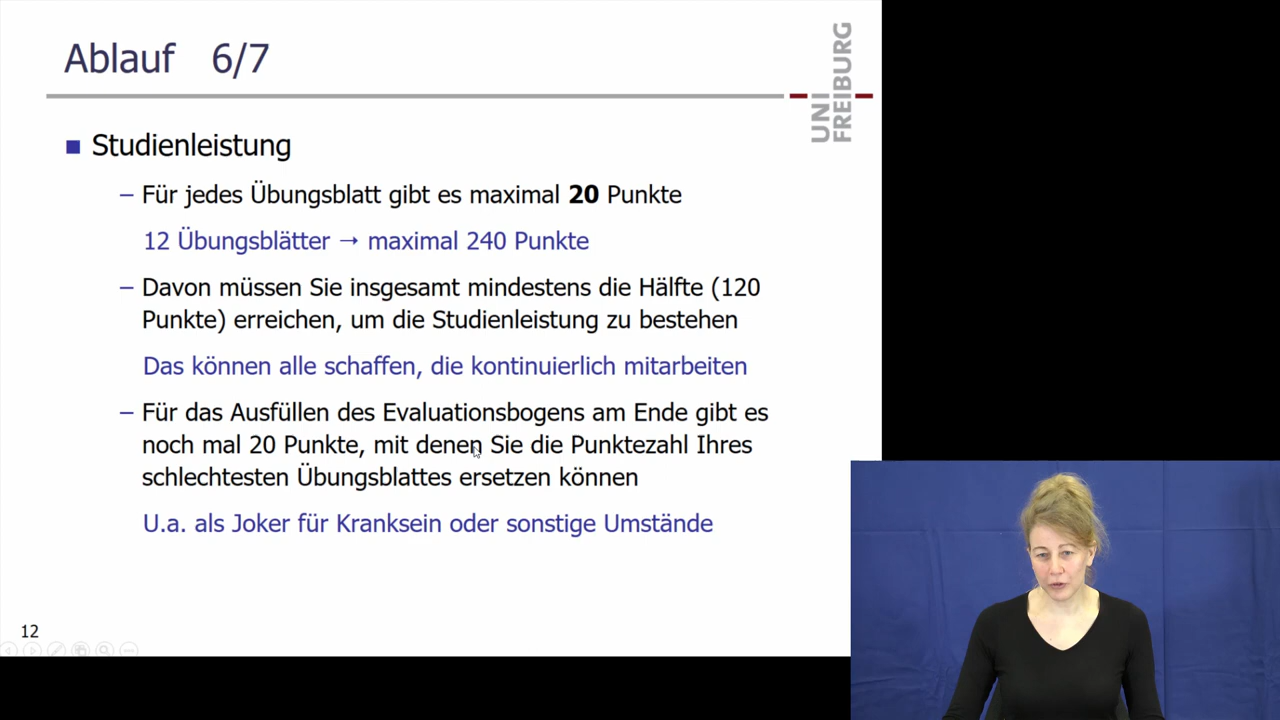 Ablauf 6/7
UNI
FREIBURG
■ Studienleistung
– Für jedes Übungsblatt gibt es maximal 20 Punkte
12 Übungsblätter → maximal 240 Punkte
– Davon müssen Sie insgesamt mindestens die Hälfte (120
Punkte) erreichen, um die Studienleistung zu bestehen
Das können alle schaffen, die kontinuierlich mitarbeiten
– Für das Ausfüllen des Evaluationsbogens am Ende gibt es
noch mal 20 Punkte, mit denen Sie die Punktezahl Ihres
schlechtesten Übungsblattes ersetzen können
U.a. als Joker für Kranksein oder sonstige Umstände
12